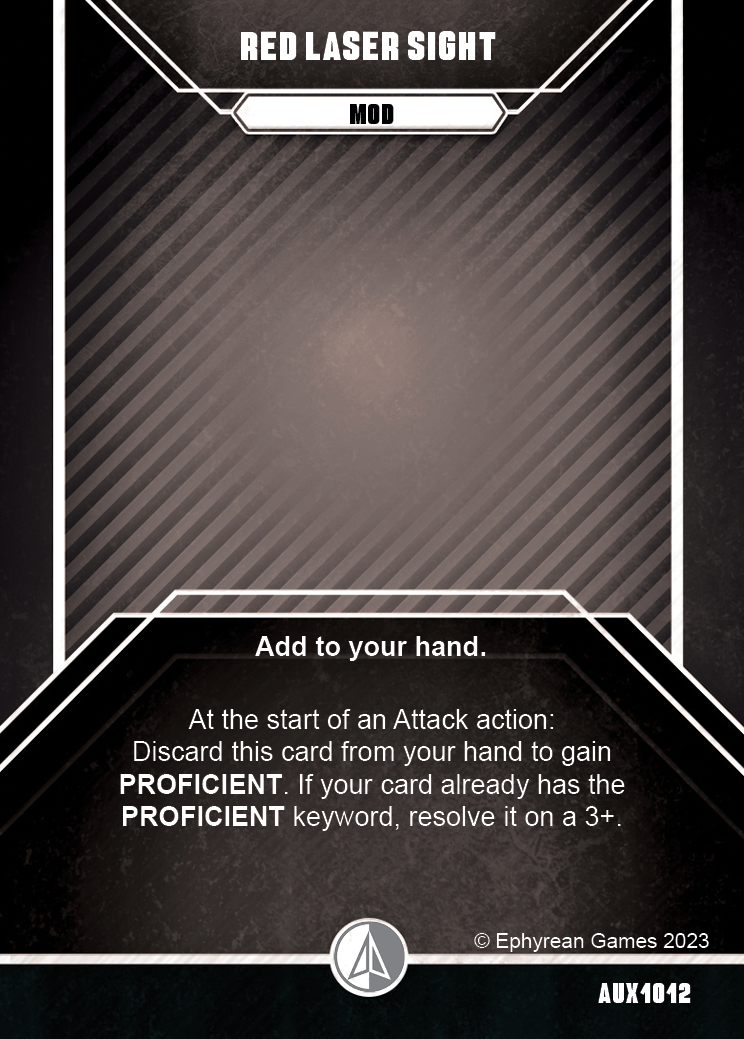 RED LASER SIGHT
MOD
Add to your hand.
At the start of an Attack action:
Discard this card from your hand to gain
PROFICIENT. If your card already has the
PROFICIENT keyword, resolve it on a 3+.
© Ephyrean Games 2023
AUX1012